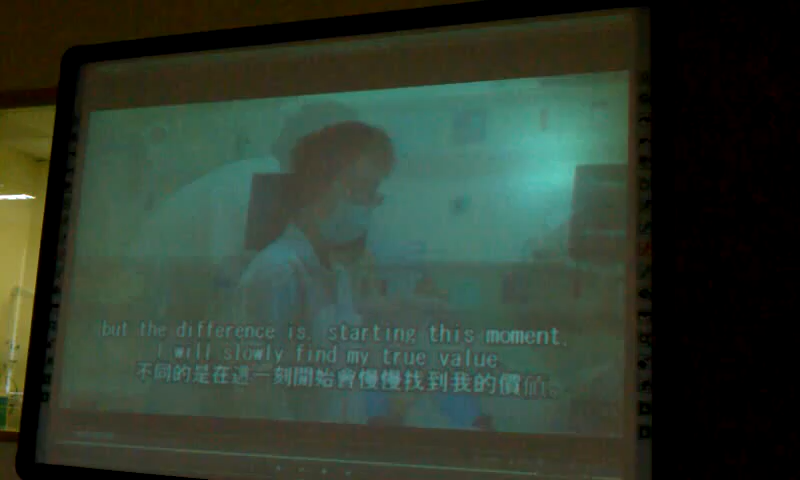 but the difference is, starting this moment,
I will slowly find my true value
不同的是在這一刻開始會慢慢找到我的價值。